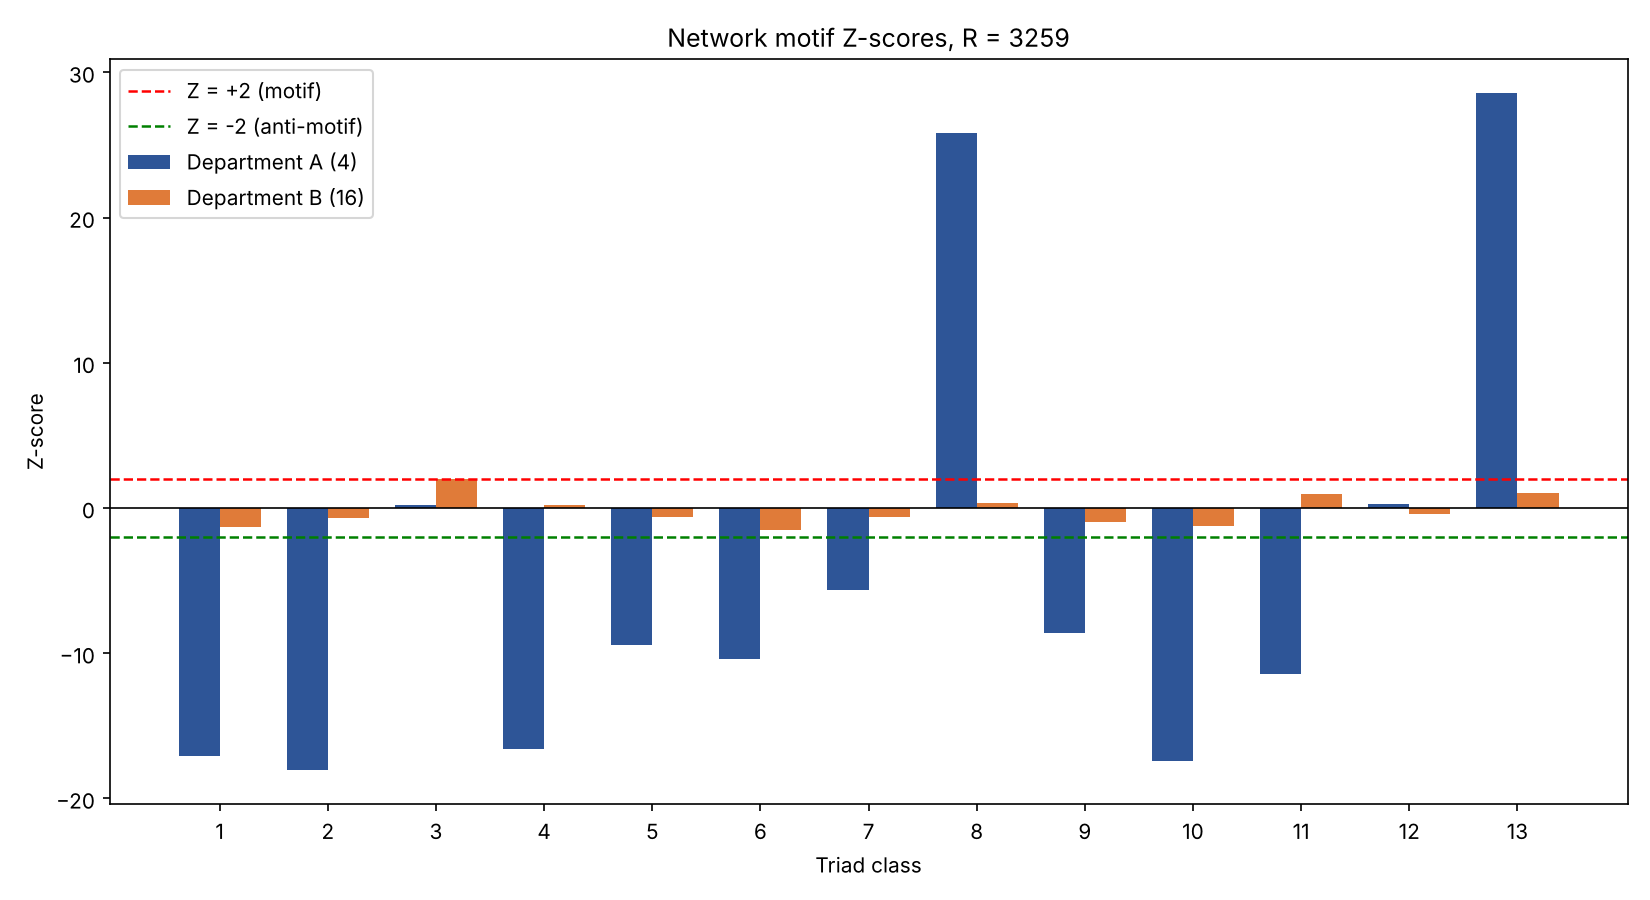 Network motif Z-scores, R = 3259
Z = +2 (motif)
Z = -2 (anti-motif)
Department A (4)
Department B (16)
30
20
10
0
−10
−20
Z-score
1 2 3 4 5 6 7 8 9 10 11 12 13
Triad class